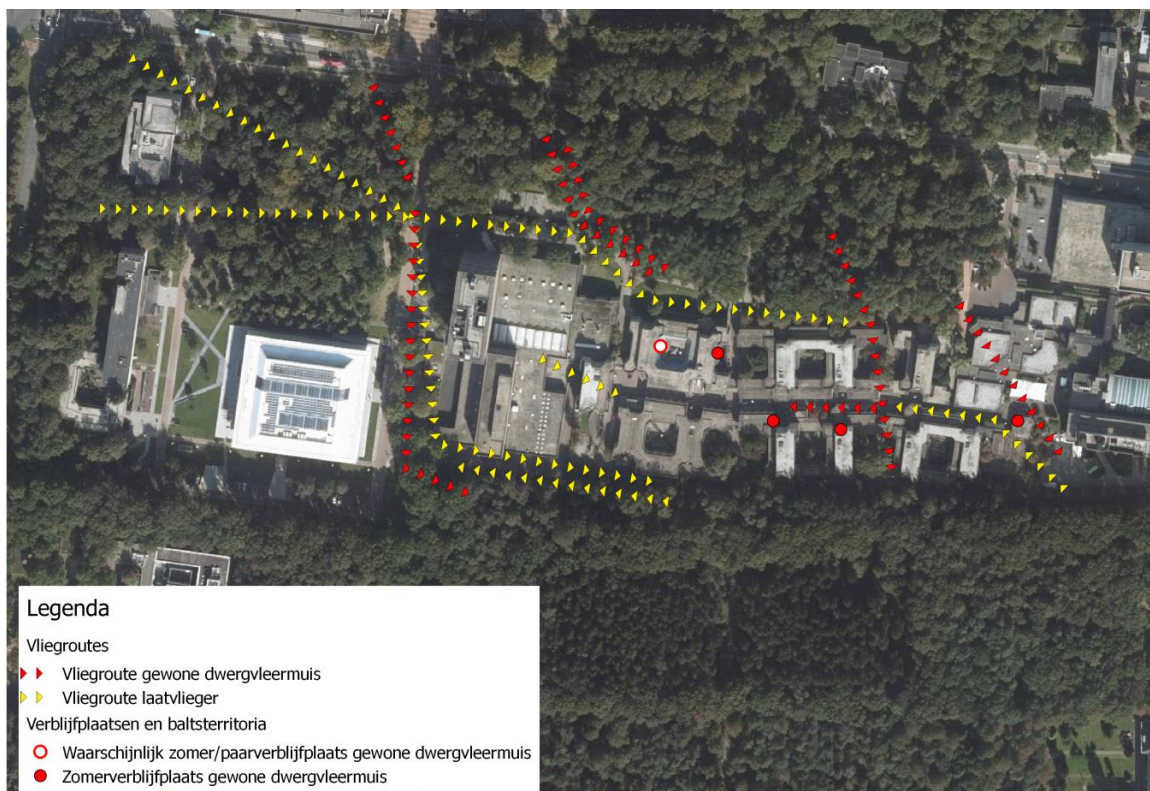 Legenda
Vliegroutes
Vliegroute gewone dwergvleermuis
Vliegroute laatvlieger
Verblijfplaatsen en baltsterritoria
Waarschijnlijk zomer/paarverblijfplaats gewone dwergvleermuis
Zomerverblijfplaats gewone dwergvleermuis